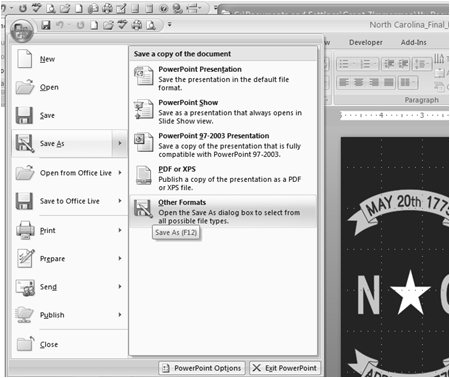 North Carolina_Final_
Developer Add-Ins
Paragraph
New
Open
Save
Save As
Open from Office Live
Save to Office Live
Print
Prepare
Send
Publish
Close
Save a copy of the document
PowerPoint Presentation
Save the presentation in the default file
format.
PowerPoint Show
Save as a presentation that always opens in
Slide Show view.
PowerPoint 97-2003 Presentation
Save a copy of the presentation that is fully
compatible with PowerPoint 97-2003.
PDF or XPS
Publish a copy of the presentation as a PDF
or XPS file.
Other Formats
Open the Save As dialog box to select from
all possible file types.
Save As (F12)
PowerPoint Options
Exit PowerPoint
4 3
MAY 20th 177
N